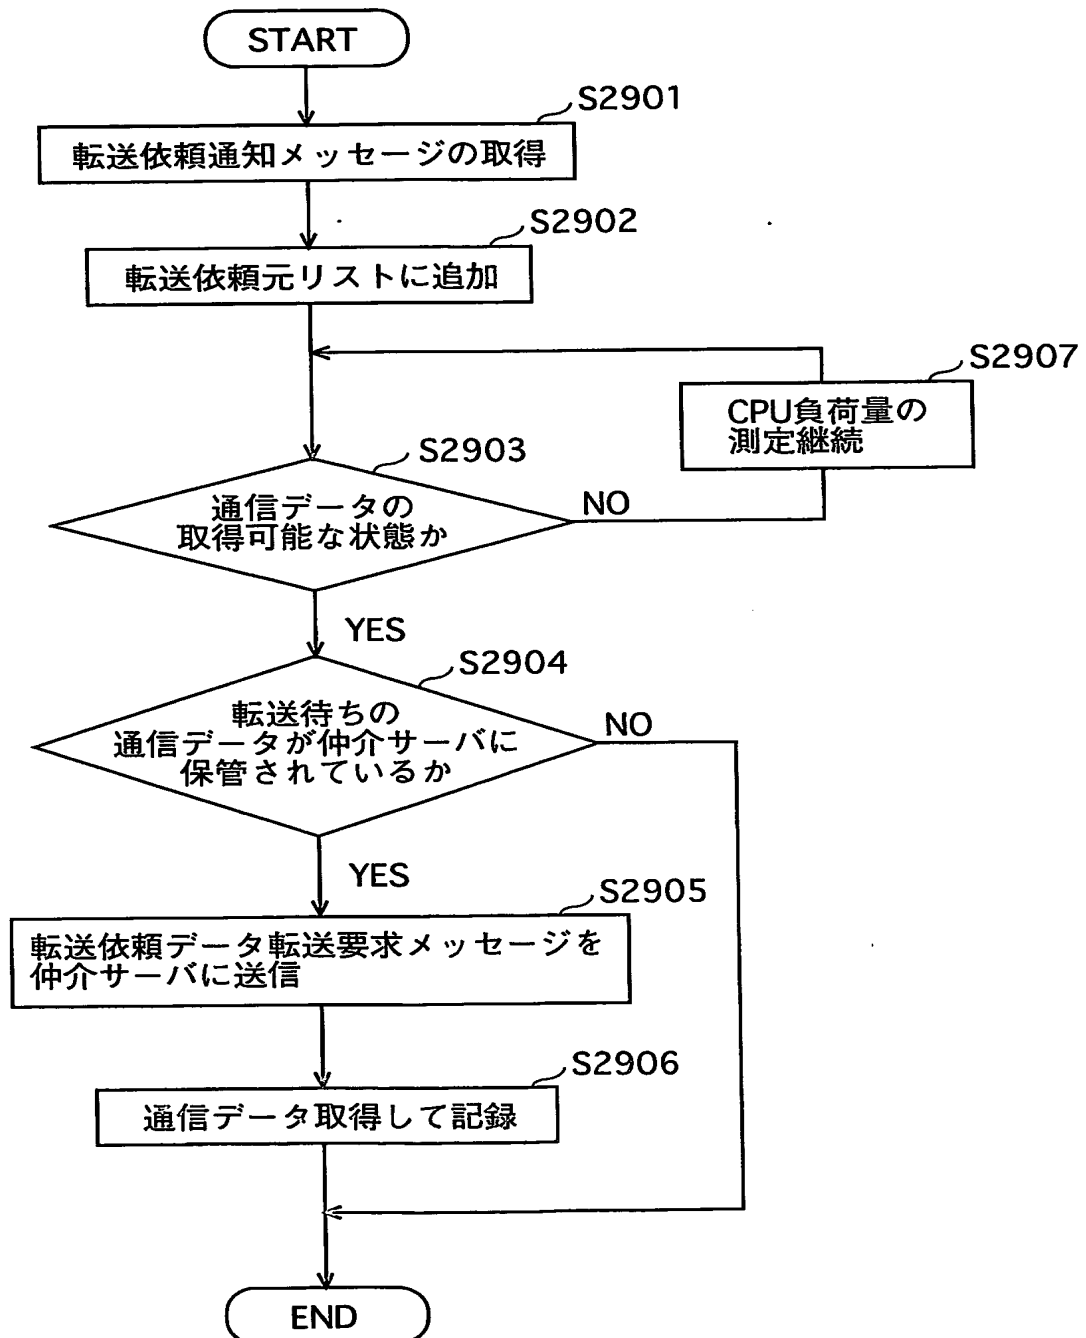 START
S2901
転送依頼通知メッセージの取得
S2902
転送依頼元リストに追加
S2907
CPU負荷量の
測定継続
S2903
通信データの
取得可能な状態か
NO
YES
S2904
転送待ちの
通信データが仲介サーバに
保管されているか
NO
YES
S2905
転送依頼データ転送要求メッセージを
仲介サーバに送信
S2906
通信データ取得して記録
END